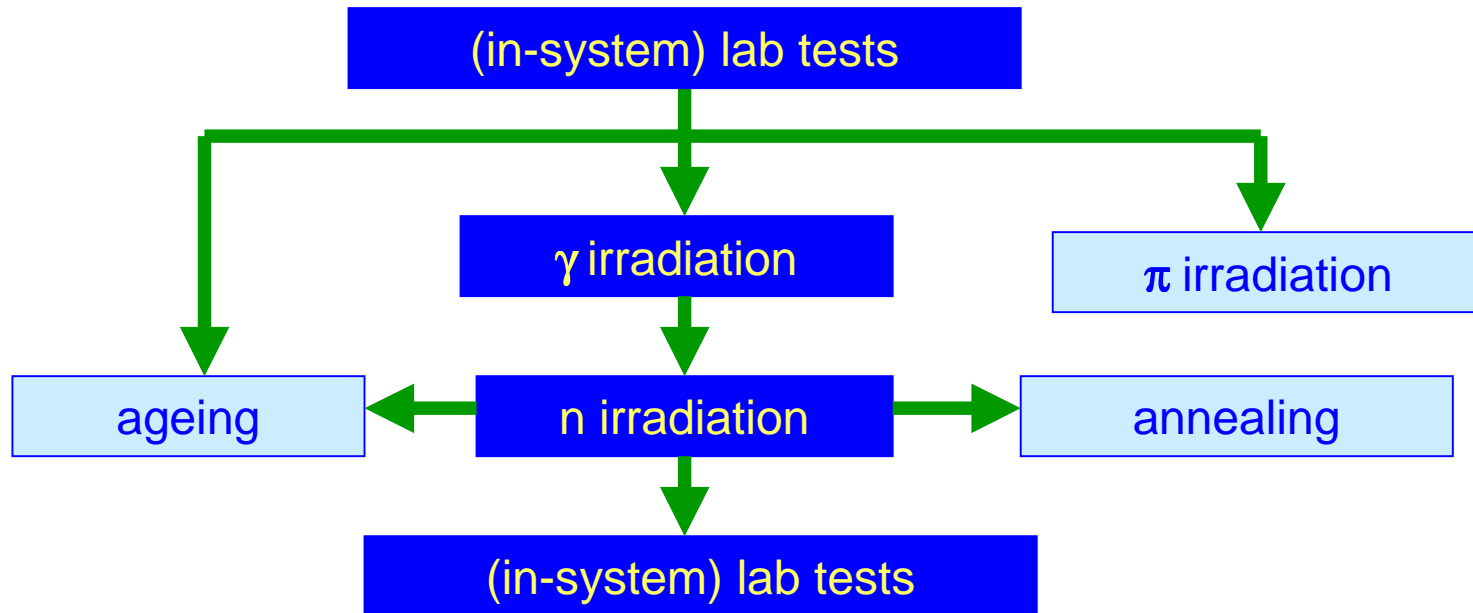 (in-system) lab tests
γ irradiation
π irradiation
ageing
n irradiation
annealing
(in-system) lab tests